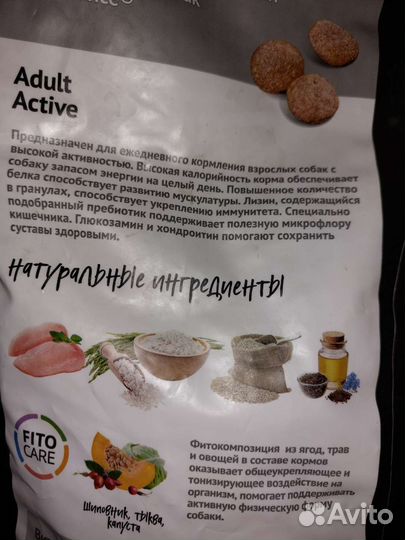 Adult
Active
Предназначен для ежедневного кормления взрослых собак с
высокой активностью. Высокая калорийность корма обеспечивает
собаку запасом энергии на целый день. Повышенное количество
белка способствует развитию мускулатуры. Лизин, содержащийся
в гранулах, способствует укреплению иммунитета. Специально
подобранный пребиотик поддерживает полезную микрофлору
кишечника. Глюкозамин и хондроитин помогают сохранить
суставы здоровыми.
натуральные ингредиенты
FITO
CARE
шиповник, тыква,
капуста
Фитокомпозиция из ягод, трав
и овощей в составе кормов
оказывает общеукрепляющее и
тонизирующее воздействие на
организм, помогает поддерживать
активную физическую форму
собаки.
Avito